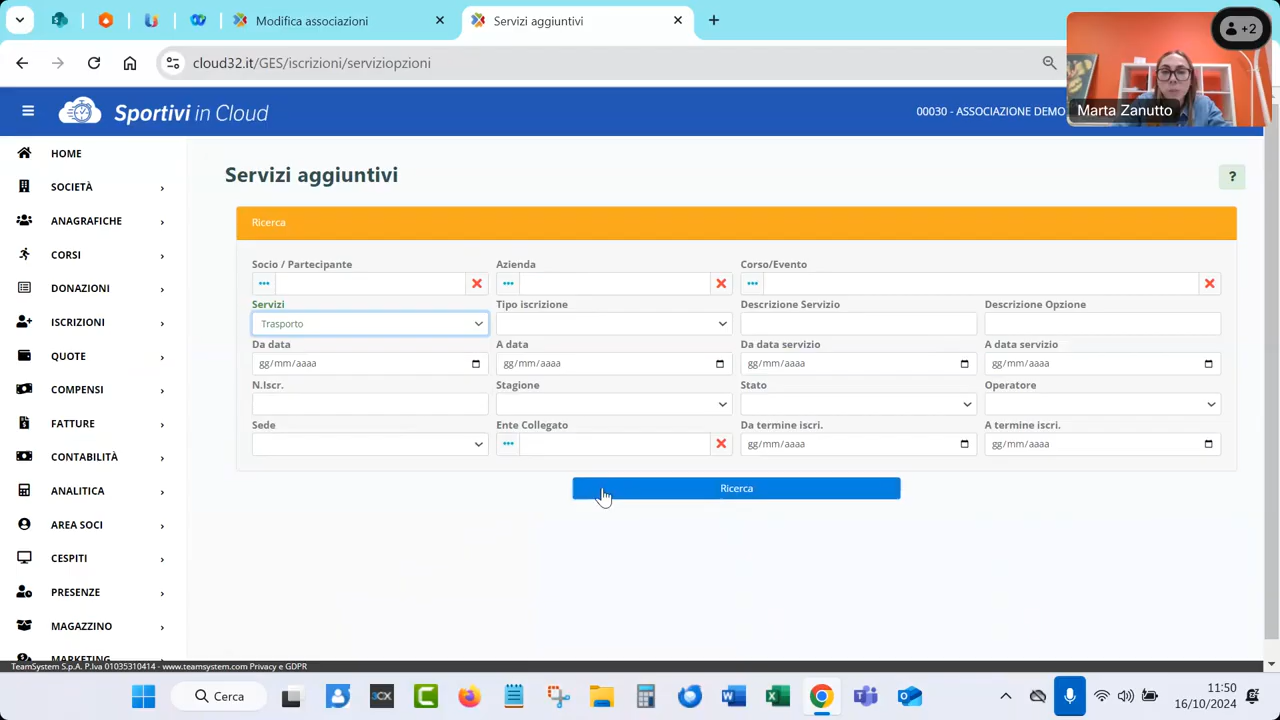 Modifica associazioni
Servizi aggiuntivi
+2
cloud32.it/GES/iscrizioni/serviziopzioni
Marta Zanutto
Sportivi in Cloud
00030 - ASSOCIAZIONE DEMO
HOME
SOCIETÀ
ANAGRAFICHE
CORSI
DONAZIONI
ISCRIZIONI
QUOTE
COMPENSI
FATTURE
CONTABILITÀ
ANALITICA
AREA SOCI
CESPITI
PRESENZE
MAGAZZINO
MARKETING
Servizi aggiuntivi
?
Ricerca
Socio / Partecipante
Azienda
Corso/Evento
Servizi
Tipo iscrizione
Descrizione Servizio
Descrizione Opzione
Trasporto
Da data
A data
Da data servizio
A data servizio
gg/mm/aaaa
gg/mm/aaaa
gg/mm/aaaa
gg/mm/aaaa
N.Iscr.
Stagione
Stato
Operatore
Sede
Ente Collegato
Da termine iscri.
A termine iscri.
gg/mm/aaaa
gg/mm/aaaa
Ricerca
TeamSystem S.p.A. P.Iva 01035310414 - www.teamsystem.com Privacy e GDPR
Cerca
3CX
11:50
16/10/2024